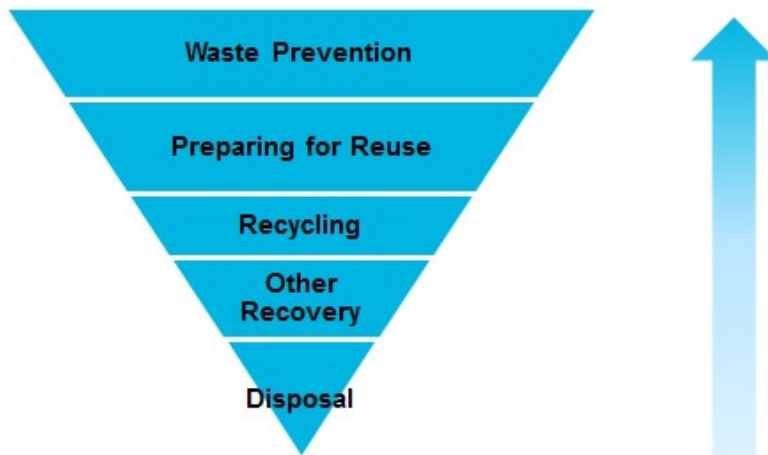 Waste Prevention
Preparing for Reuse
Recycling
Other
Recovery
Disposal